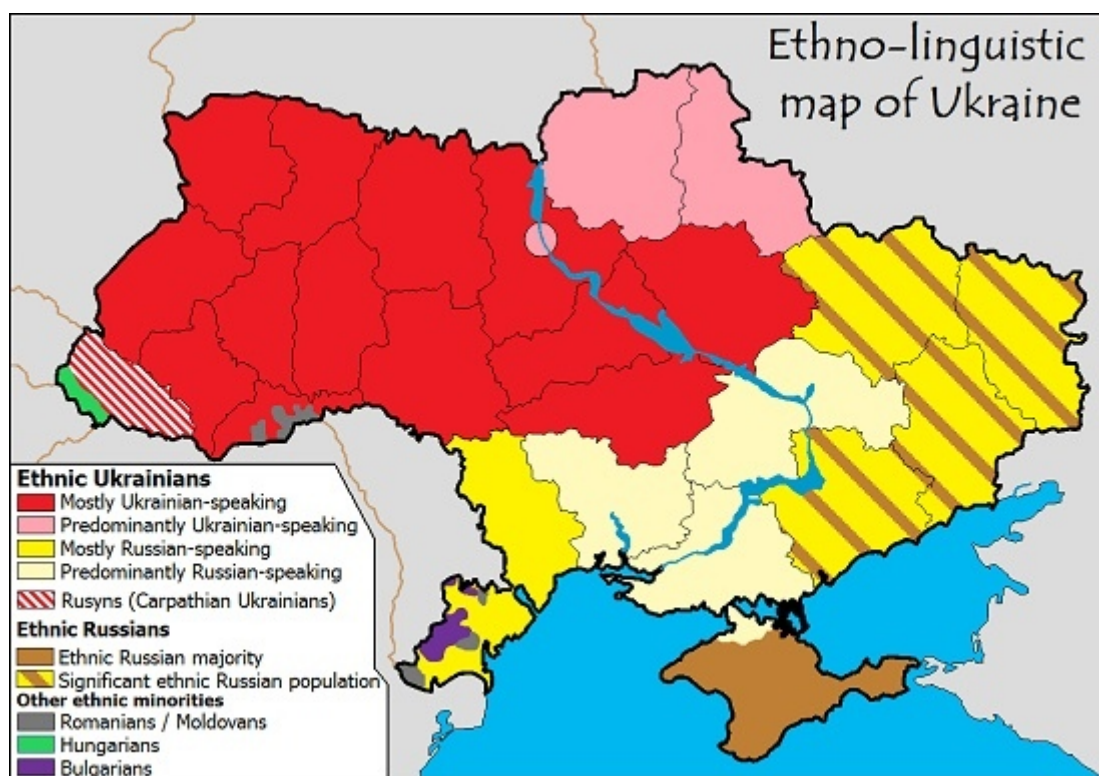 Ethno-linguistic
map of Ukraine
Ethnic Ukrainians
Mostly Ukrainian-speaking
Predominantly Ukrainian-speaking
Mostly Russian-speaking
Predominantly Russian-speaking
Rusyns (Carpathian Ukrainians)
Ethnic Russians
Ethnic Russian majority
Significant ethnic Russian population
Other ethnic minorities
Romanians / Moldovans
Hungarians
Bulgarians